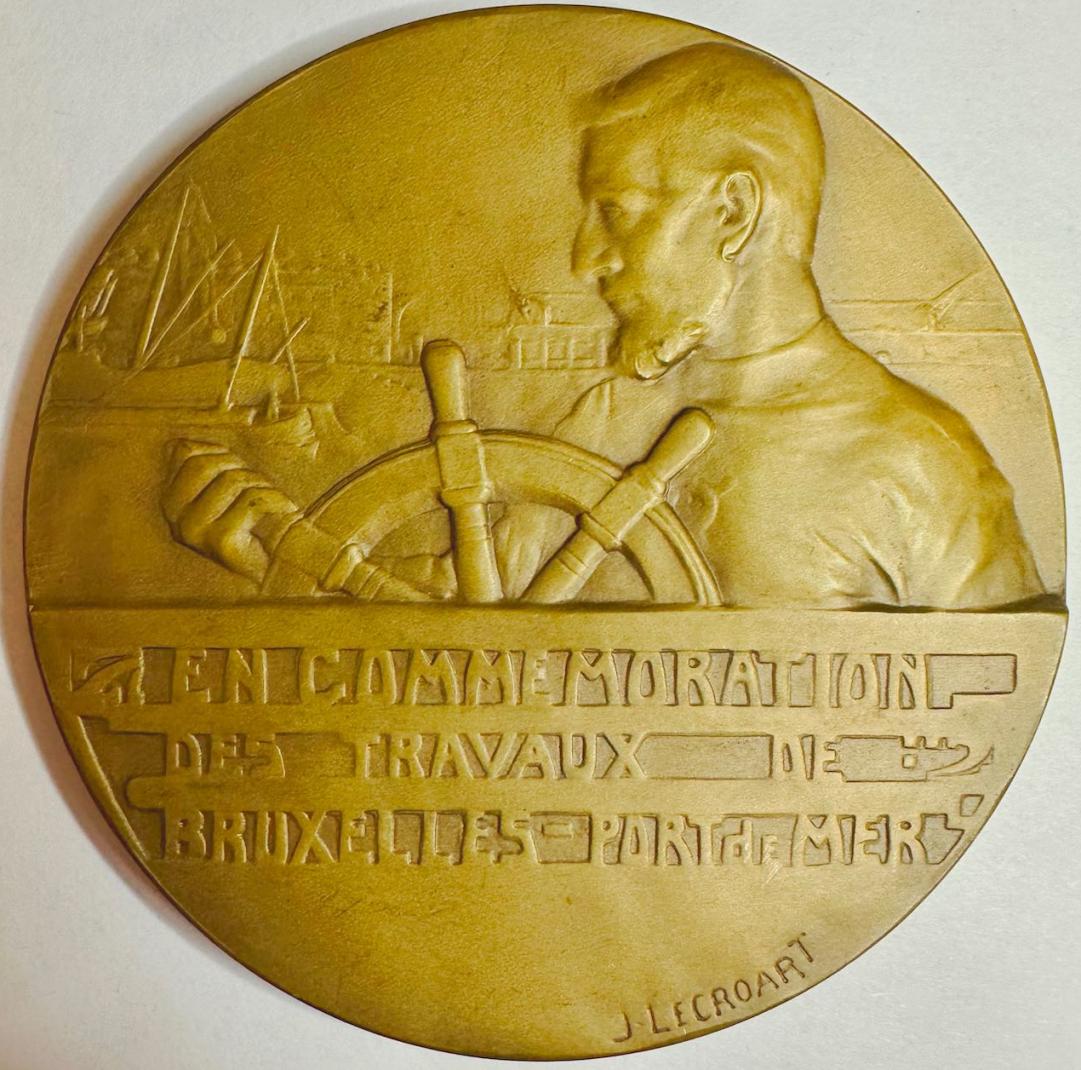 EN COMMEMORATION
DES TRAVAUX DE
BRUXELLES PORT de MER
J. LECROART